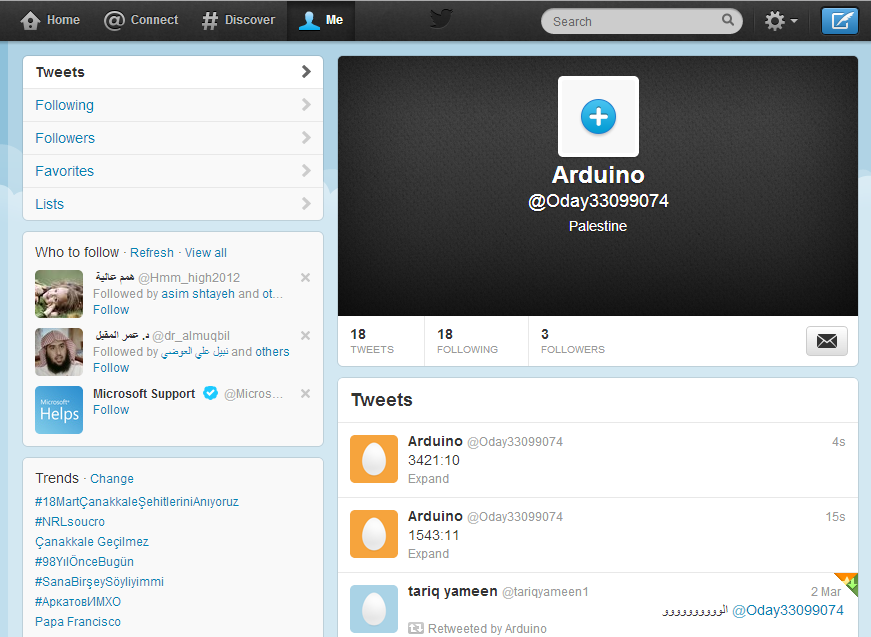 Home
Connect
Discover
Me
Search
Tweets
Following
Followers
Favorites
Lists
Who to follow · Refresh · View all
همم عالية @Hmm_high2012
Followed by asim shtayeh and ot...
Follow
د. عمر المقبل @dr_almuqbil
Followed by نبيل علي العوضي and others
Follow
Microsoft Support @Micros...
Follow
Microsoft
Helps
Trends · Change
#18MartÇanakkaleŞehitleriniAnıyoruz
#NRLsoucro
Çanakkale Geçilmez
#98YılÖnceBugün
#SanaBirşeySöyliyimmi
#АркатовИМХО
Papa Francisco
Arduino
@Oday33099074
Palestine
18 TWEETS
18 FOLLOWING
3 FOLLOWERS
Tweets
Arduino @Oday33099074 4s
3421:10
Expand
Arduino @Oday33099074 15s
1543:11
Expand
tariq yameen @tariqyameen1 2 Mar
@Oday33099074 الوووووووووو
Retweeted by Arduino